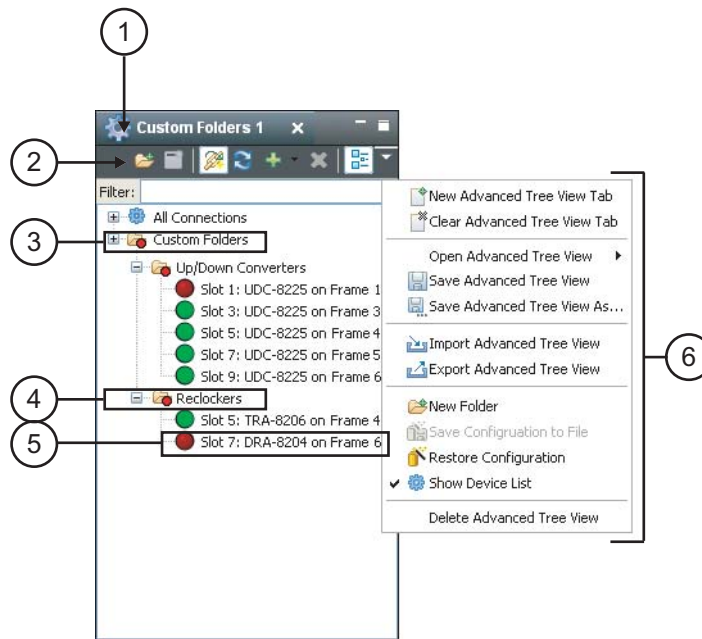 1
Custom Folders 1 x
2
Filter:
All Connections
3
Custom Folders
Up/Down Converters
Slot 1: UDC-8225 on Frame 1
Slot 3: UDC-8225 on Frame 3
Slot 5: UDC-8225 on Frame 4
Slot 7: UDC-8225 on Frame 5
Slot 9: UDC-8225 on Frame 6
4
Reclockers
Slot 5: TRA-8206 on Frame 4
5
Slot 7: DRA-8204 on Frame 6
New Advanced Tree View Tab
Clear Advanced Tree View Tab
Open Advanced Tree View
Save Advanced Tree View
Save Advanced Tree View As...
Import Advanced Tree View
Export Advanced Tree View
New Folder
Save Configruation to File
Restore Configuration
Show Device List
Delete Advanced Tree View
6